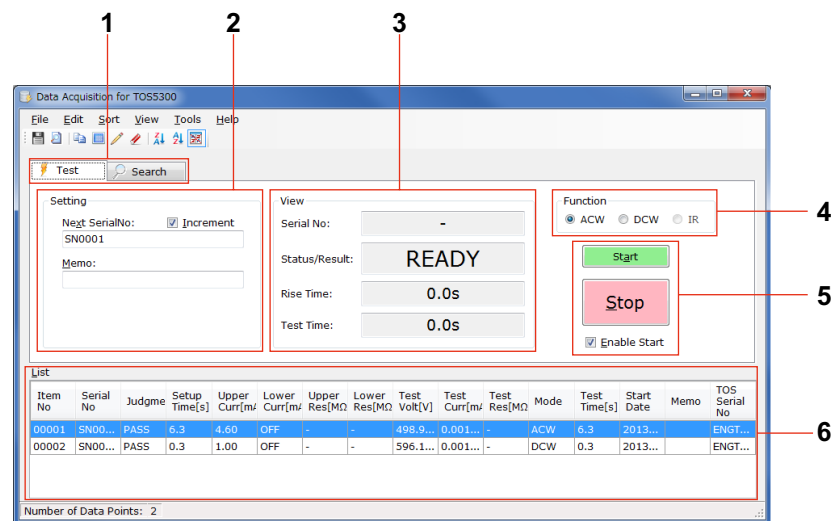 1 2 3
Data Acquisition for TOS5300
File Edit Sort View Tools Help
Test Search
Setting
Next SerialNo: Increment
SN0001
Memo:
View
Serial No: -
Status/Result: READY
Rise Time: 0.0s
Test Time: 0.0s
Function
ACW DCW IR
4
Start
Stop
Enable Start
5
List
Item No Serial No Judgme Setup Time[s] Upper Curr[mA Lower Curr[mA Upper Res[MΩ Lower Res[MΩ Test Volt[V] Test Curr[mA Test Res[MΩ Mode Test Time[s] Start Date Memo TOS Serial No
00001 SN00... PASS 6.3 4.60 OFF - - 498.9... 0.001... - ACW 6.3 2013... ENGT...
00002 SN00... PASS 0.3 1.00 OFF - - 596.1... 0.001... - DCW 0.3 2013... ENGT...
6
Number of Data Points: 2